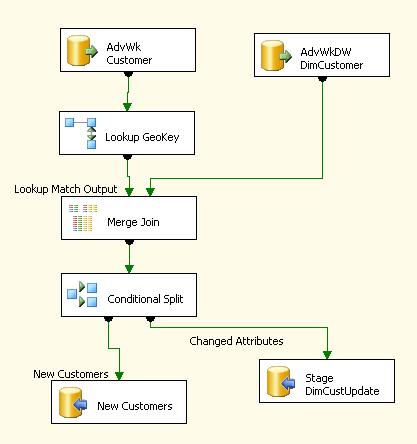 AdvWk
Customer
AdvWkDW
DimCustomer
Lookup GeoKey
Lookup Match Output
Merge Join
Conditional Split
Changed Attributes
New Customers
Stage
DimCustUpdate
New Customers